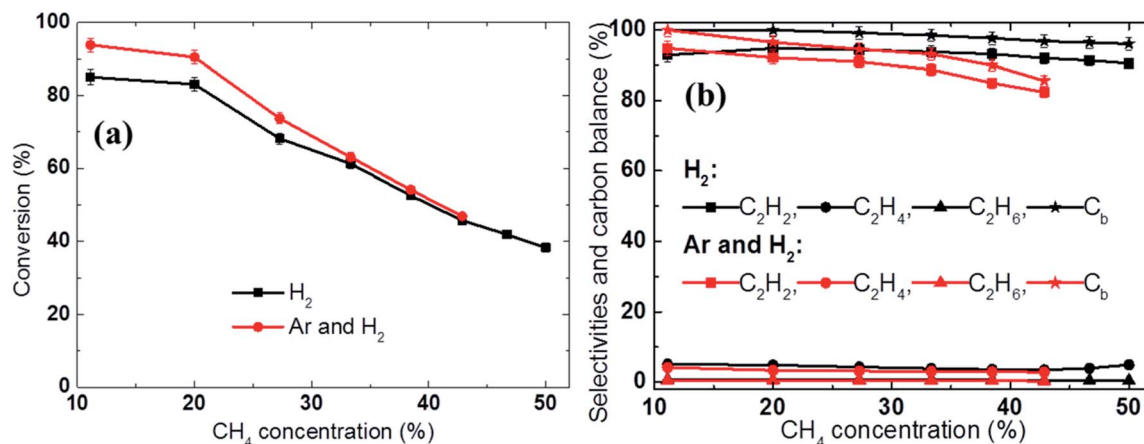 Conversion (%)
100
80
60
40
20
0
(a)
H₂
Ar and H₂
10 20 30 40 50
CH₄ concentration (%)
Selectivities and carbon balance (%)
100
80
60
40
20
0
(b)
H₂:
C₂H₂, C₂H₄, C₂H₆, C_b
Ar and H₂:
C₂H₂, C₂H₄, C₂H₆, C_b
10 20 30 40 50
CH₄ concentration (%)